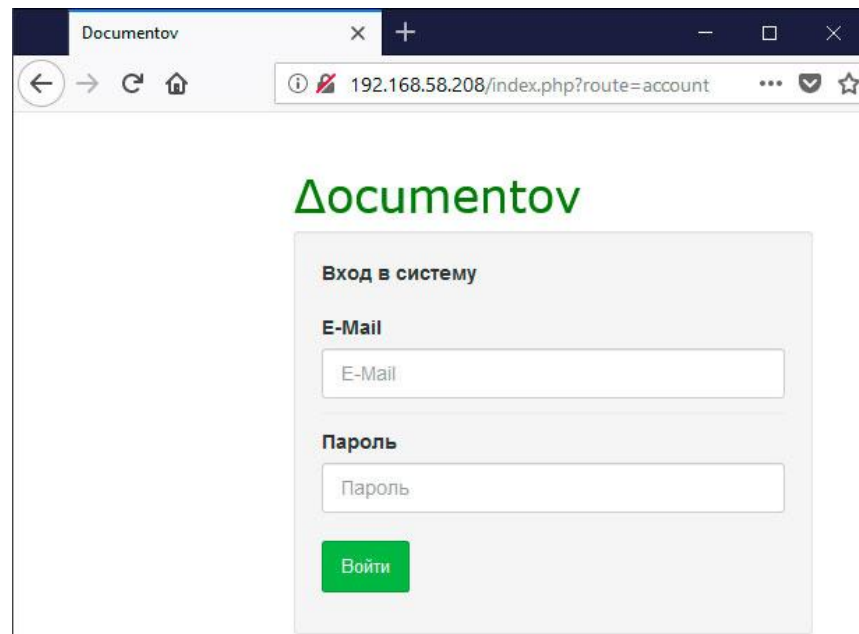 Documentov
192.168.58.208/index.php?route=account
Δocumentov
Вход в систему
E-Mail
E-Mail
Пароль
Пароль
Войти